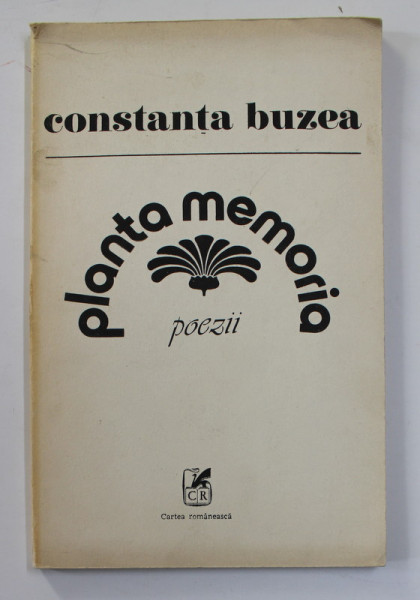 constanța buzea
planta memoria
poezii
CR
Cartea românească